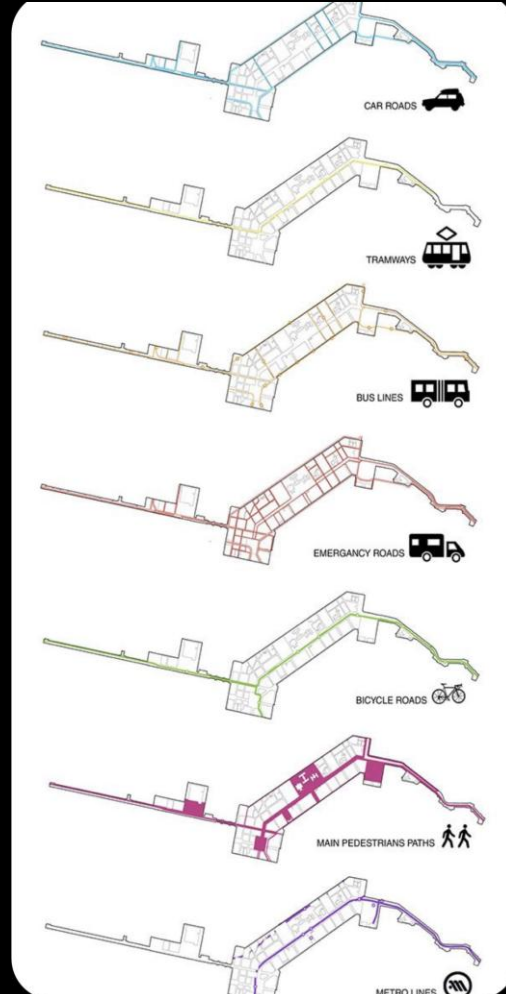 CAR ROADS
TRAMWAYS
BUS LINES
EMERGANCY ROADS
BICYCLE ROADS
MAIN PEDESTRIANS PATHS
METRO LINES